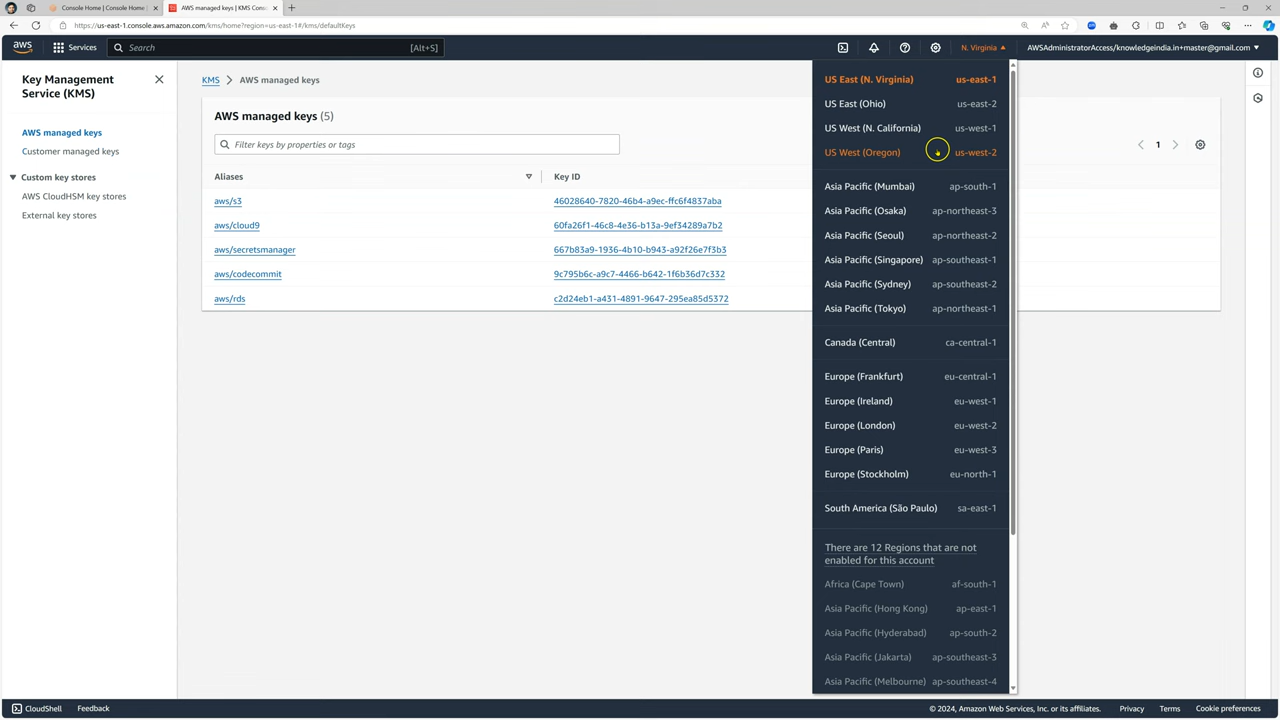 Console Home | Console Home
AWS managed keys | KMS Cons
https://us-east-1.console.aws.amazon.com/kms/home?region=us-east-1#/kms/defaultKeys
aws
Services
Search
[Alt+S]
N. Virginia
AWSAdministratorAccess/knowledgeindia.in+master@gmail.com
Key Management
Service (KMS)
AWS managed keys
Customer managed keys
Custom key stores
AWS CloudHSM key stores
External key stores
KMS
AWS managed keys
AWS managed keys (5)
Filter keys by properties or tags
1
Aliases
Key ID
aws/s3
46028640-7820-46b4-a9ec-ffc6f4837aba
aws/cloud9
60fa26f1-46c8-4e36-b13a-9ef34289a7b2
aws/secretsmanager
667b83a9-1936-4b10-b943-a92f26e7f3b3
aws/codecommit
9c795b6c-a9c7-4466-b642-1f6b36d7c332
aws/rds
c2d24eb1-a431-4891-9647-295ea85d5372
US East (N. Virginia) us-east-1
US East (Ohio) us-east-2
US West (N. California) us-west-1
US West (Oregon) us-west-2
Asia Pacific (Mumbai) ap-south-1
Asia Pacific (Osaka) ap-northeast-3
Asia Pacific (Seoul) ap-northeast-2
Asia Pacific (Singapore) ap-southeast-1
Asia Pacific (Sydney) ap-southeast-2
Asia Pacific (Tokyo) ap-northeast-1
Canada (Central) ca-central-1
Europe (Frankfurt) eu-central-1
Europe (Ireland) eu-west-1
Europe (London) eu-west-2
Europe (Paris) eu-west-3
Europe (Stockholm) eu-north-1
South America (São Paulo) sa-east-1
There are 12 Regions that are not
enabled for this account
Africa (Cape Town) af-south-1
Asia Pacific (Hong Kong) ap-east-1
Asia Pacific (Hyderabad) ap-south-2
Asia Pacific (Jakarta) ap-southeast-3
Asia Pacific (Melbourne) ap-southeast-4
CloudShell
Feedback
© 2024, Amazon Web Services, Inc. or its affiliates.
Privacy
Terms
Cookie preferences